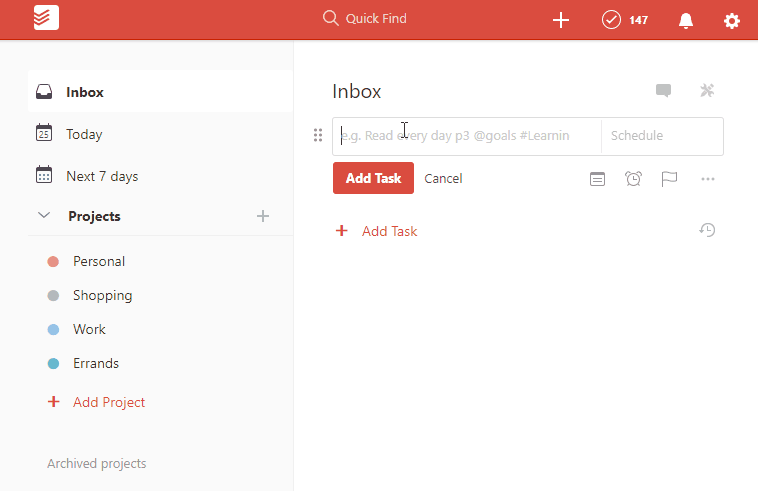 Quick Find
147
Inbox
Today
25
Next 7 days
Projects
Personal
Shopping
Work
Errands
+ Add Project
Archived projects
Inbox
e.g. Read every day p3 @goals #Learnin
Schedule
Add Task
Cancel
+ Add Task